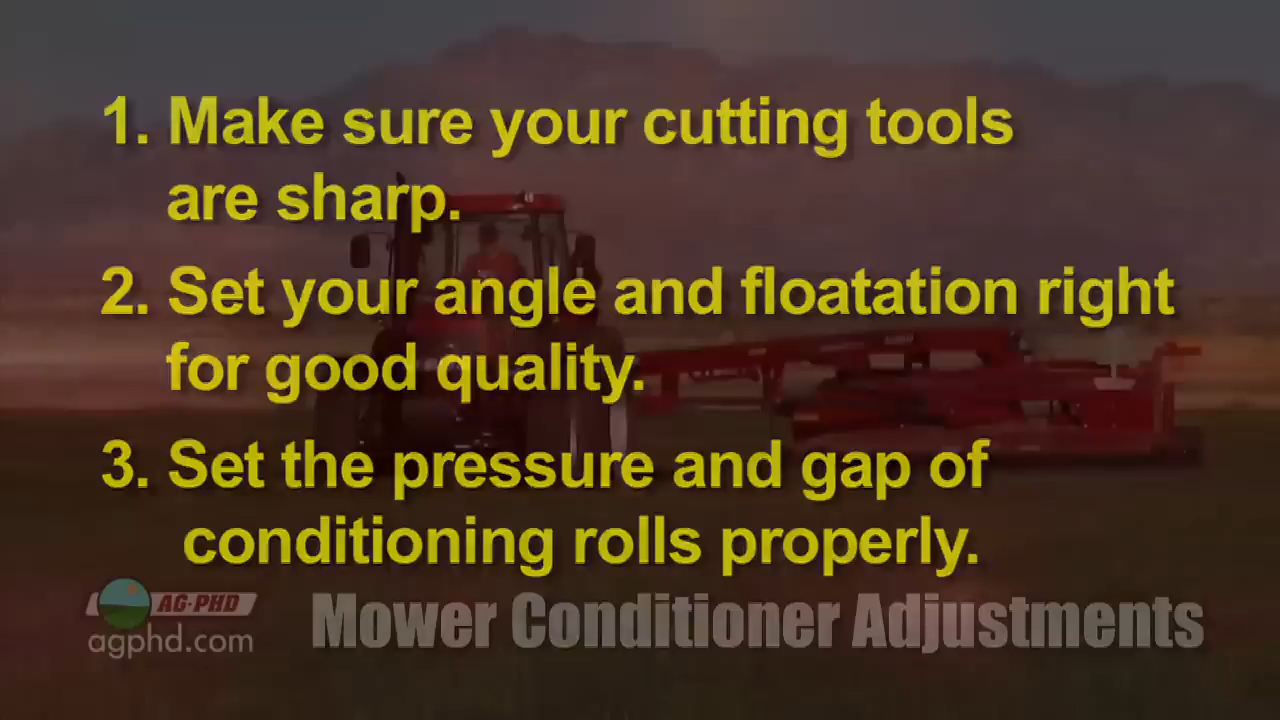 1. Make sure your cutting tools
are sharp.
2. Set your angle and floatation right
for good quality.
3. Set the pressure and gap of
conditioning rolls properly.
AG·PHD
agphd.com
Mower Conditioner Adjustments